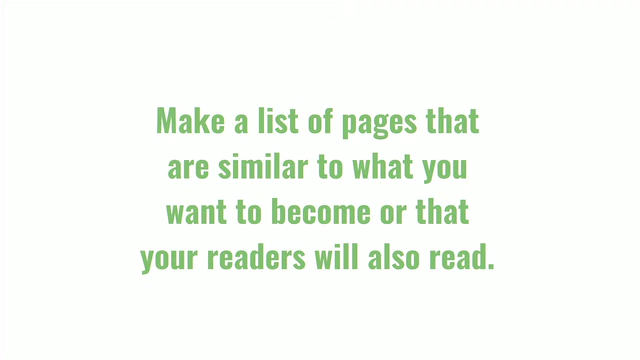 Make a list of pages that
are similar to what you
want to become or that
your readers will also read.